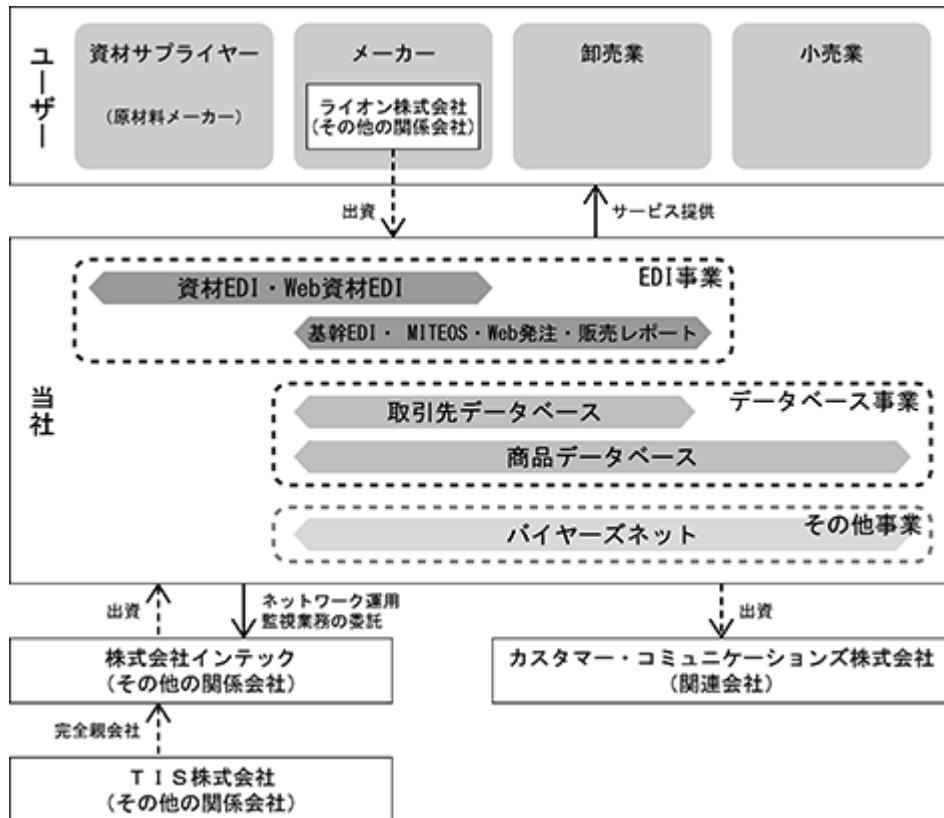 ユーザー
資材サプライヤー
(原材料メーカー)
メーカー
ライオン株式会社
(その他の関係会社)
卸売業
小売業
出資
サービス提供
当社
EDI事業
資材EDI・Web資材EDI
基幹EDI・ MITEOS・Web発注・販売レポート
データベース事業
取引先データベース
商品データベース
その他事業
バイヤーズネット
出資
ネットワーク運用
監視業務の委託
出資
株式会社インテック
(その他の関係会社)
カスタマー・コミュニケーションズ株式会社
(関連会社)
完全親会社
ＴＩＳ株式会社
(その他の関係会社)